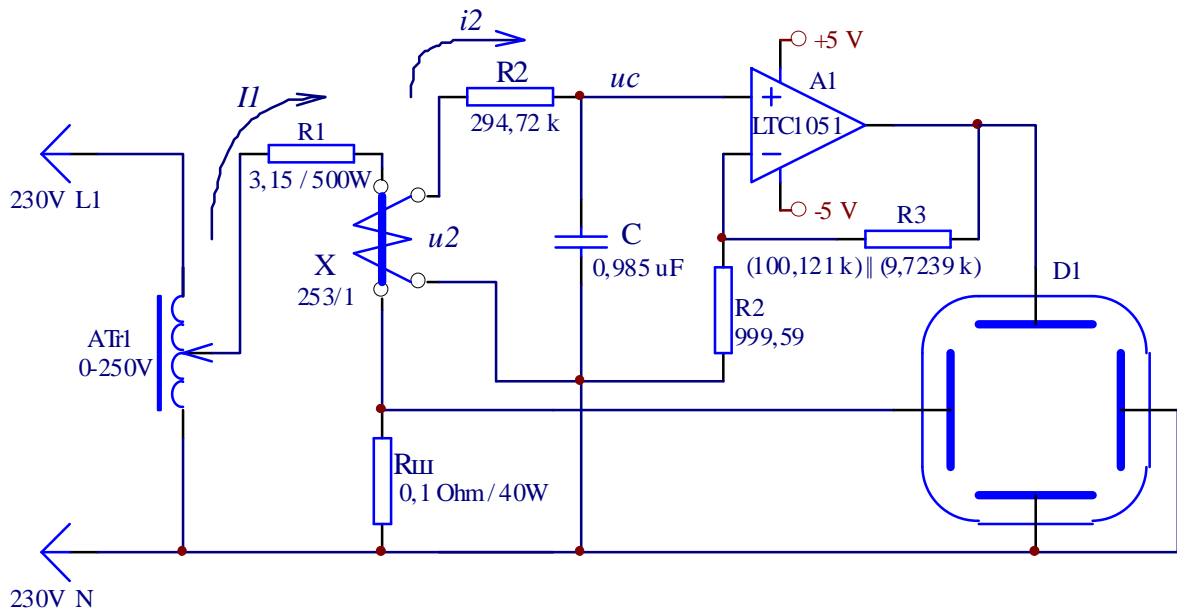 i2
+5 V
R2
uc
A1
I1
294,72 k
LTC1051
R1
230V L1
3,15 / 500W
-5 V
R3
u2
C
X
0,985 uF
(100,121 k) || (9,7239 k)
D1
253/1
R2
999,59
ATr1
0-250V
Rш
0,1 Ohm / 40W
230V N